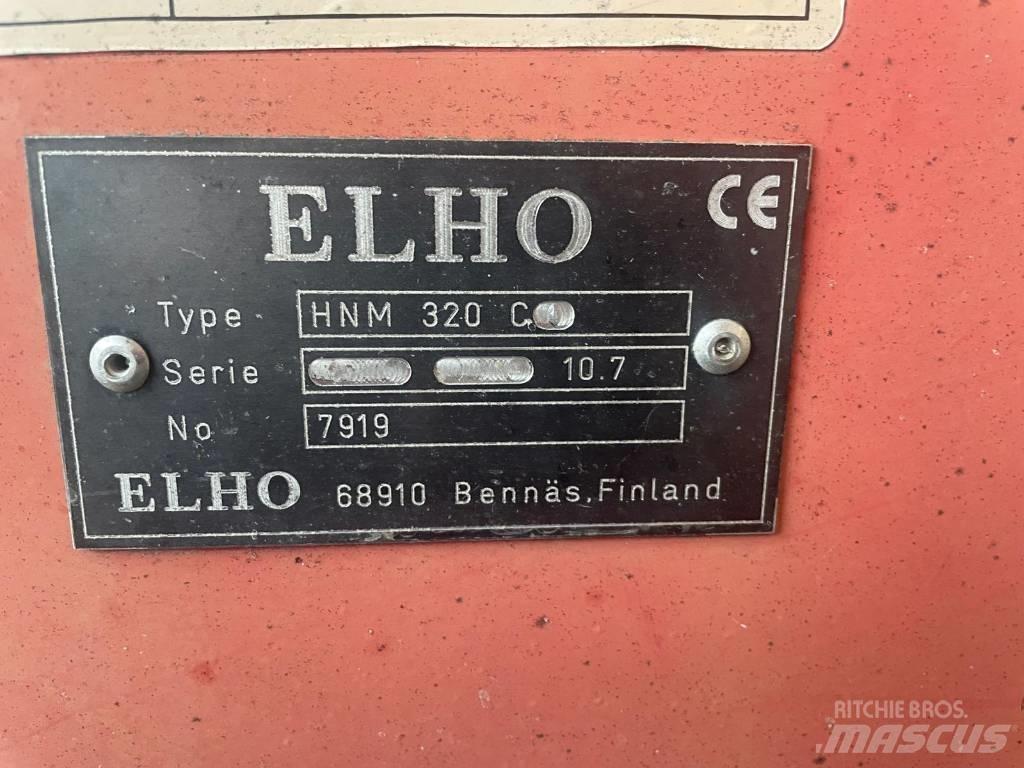 ELHO CE
Type HNM 320 C
Serie 10.7
No 7919
ELHO 68910 Bennäs, Finland
RITCHIE BROS.
MASCUS